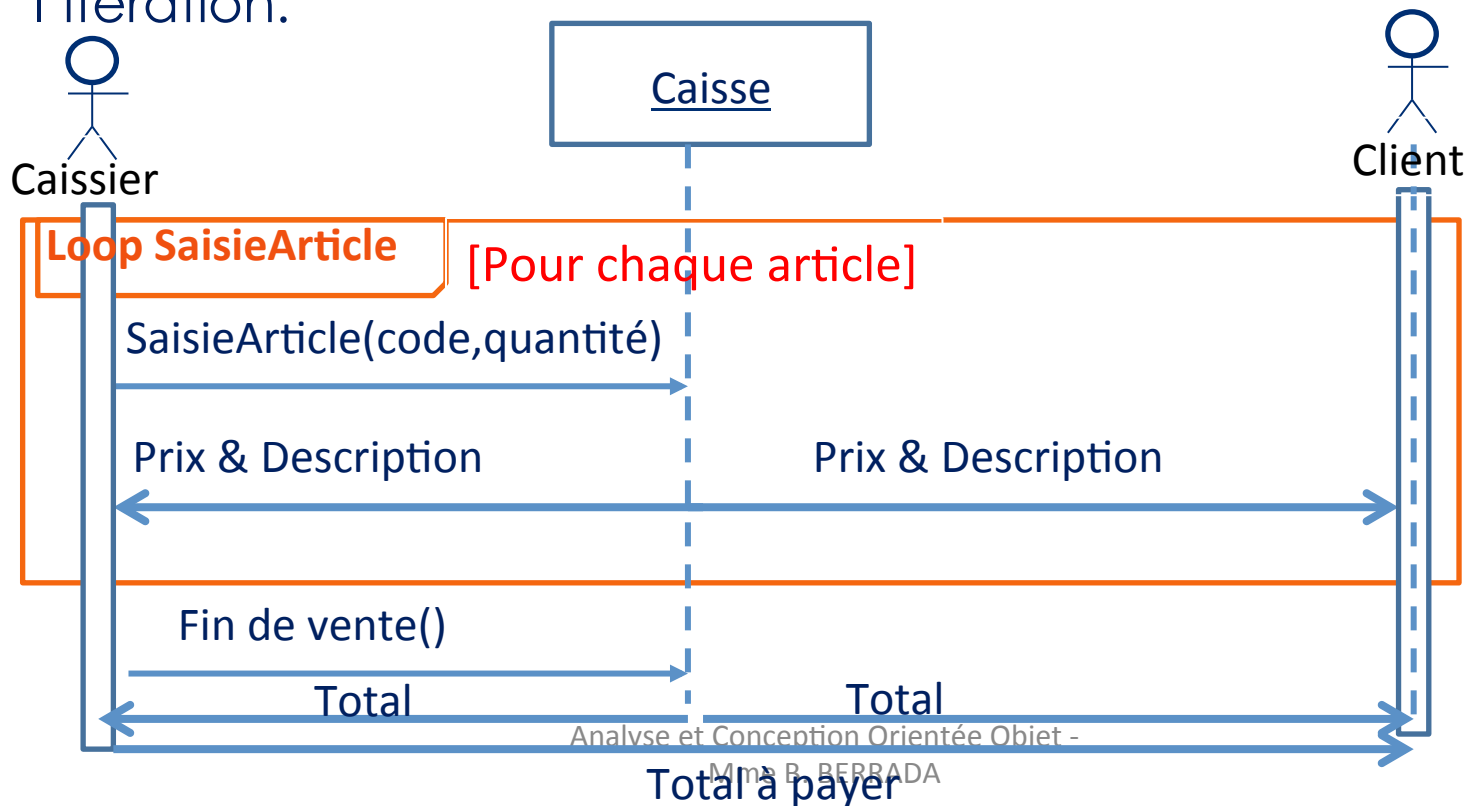 l'itération.
Caisse
Caissier
Client
Loop SaisieArticle
[Pour chaque article]
SaisieArticle(code,quantité)
Prix & Description
Prix & Description
Fin de vente()
Total
Total
Analyse et Conception Orientée Objet -
Mme B. BERRADA
Total à payer